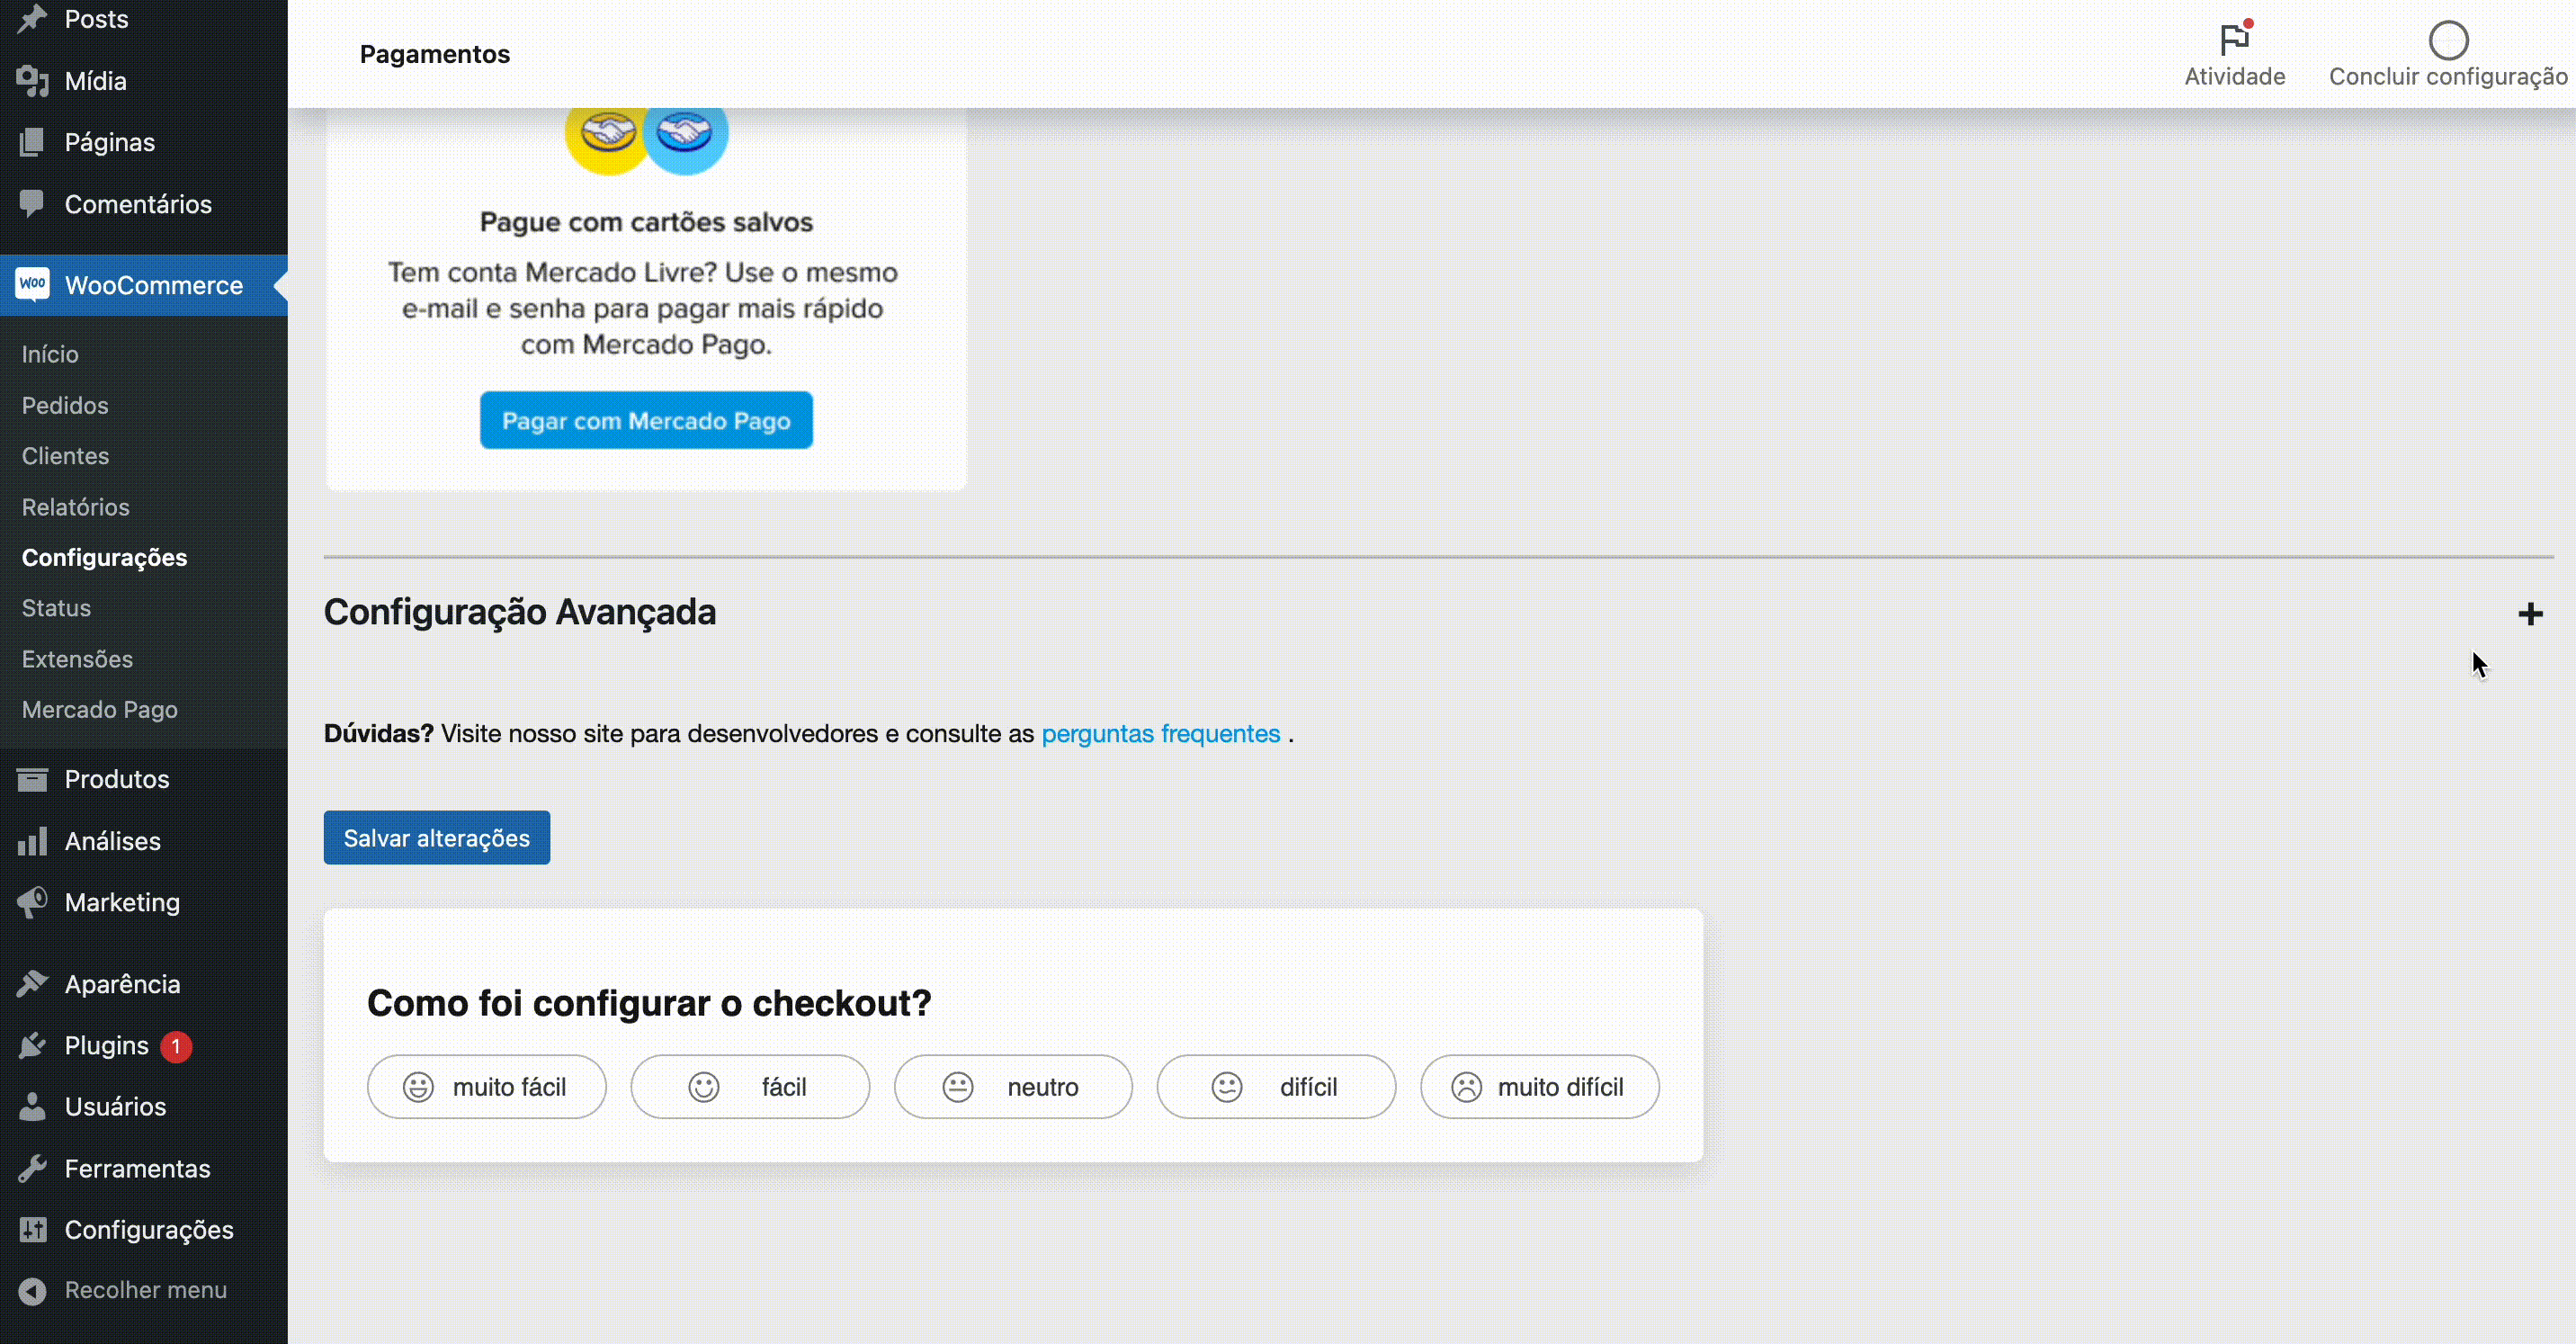 Posts
Mídia
Páginas
Comentários
Woo WooCommerce
Início
Pedidos
Clientes
Relatórios
Configurações
Status
Extensões
Mercado Pago
Produtos
Análises
Marketing
Aparência
Plugins 1
Usuários
Ferramentas
Configurações
Recolher menu
Pagamentos
Atividade
Concluir configuração
Pague com cartões salvos
Tem conta Mercado Livre? Use o mesmo
e-mail e senha para pagar mais rápido
com Mercado Pago.
Pagar com Mercado Pago
Configuração Avançada
+
Dúvidas? Visite nosso site para desenvolvedores e consulte as perguntas frequentes .
Salvar alterações
Como foi configurar o checkout?
muito fácil
fácil
neutro
difícil
muito difícil